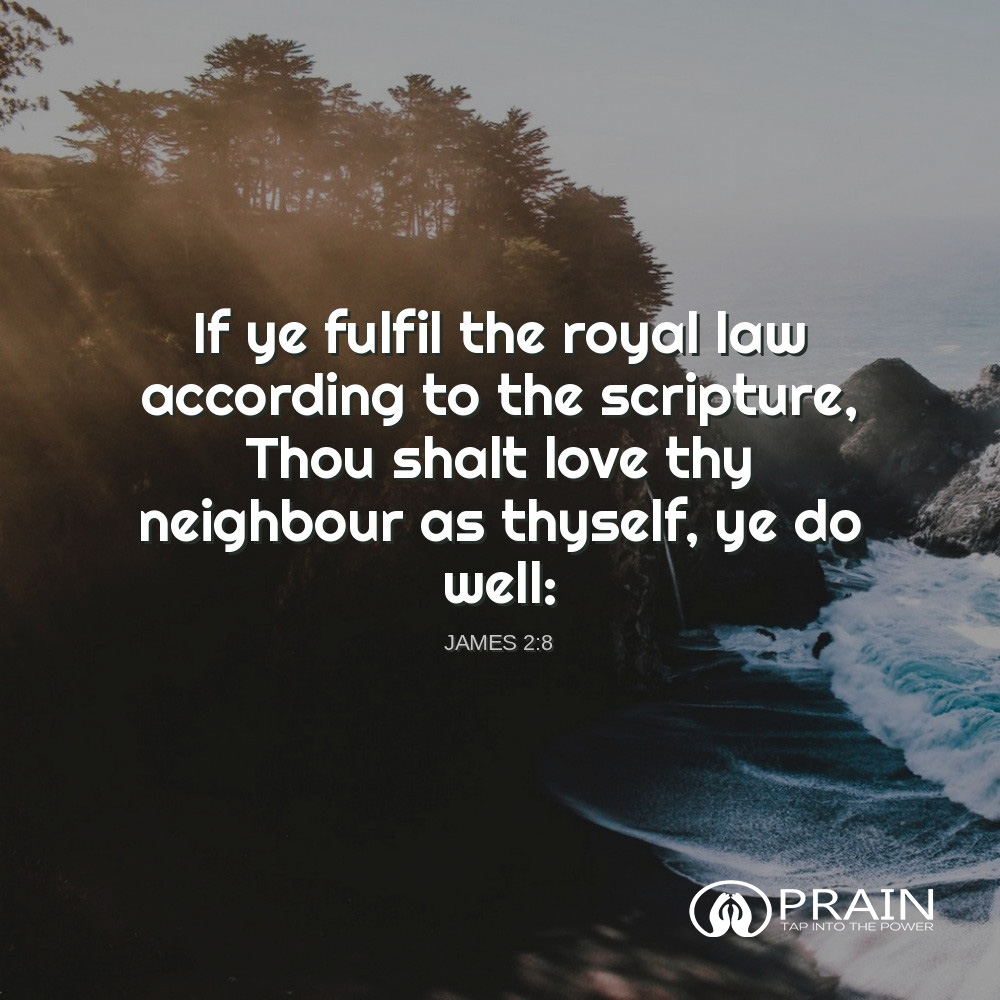 If ye fulfil the royal law
according to the scripture,
Thou shalt love thy
neighbour as thyself, ye do
well:
JAMES 2:8
PRAIN
TAP INTO THE POWER